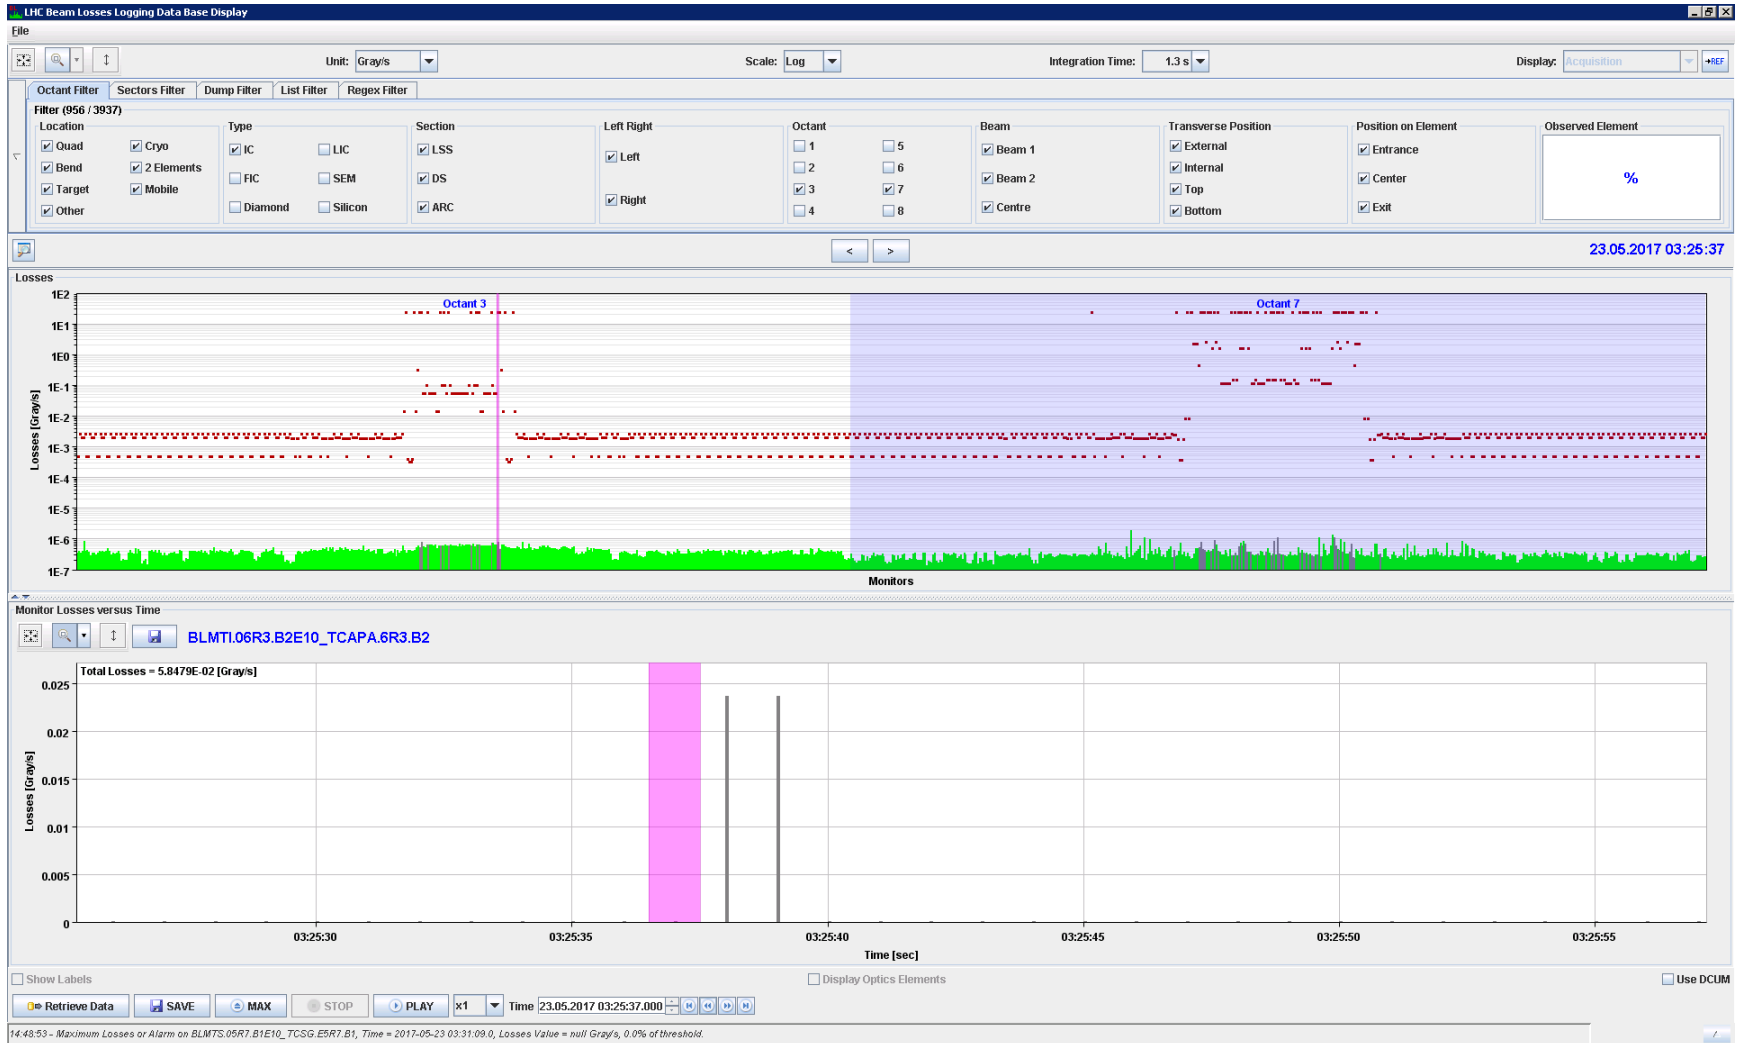 LHC Beam Losses Logging Data Base Display
File
Unit: Gray/s Scale: Log Integration Time: 1.3 s Display: Acquisition →REF
Octant Filter Sectors Filter Dump Filter List Filter Regex Filter
Filter (956 / 3937)
Location Type Section Left Right Octant Beam Transverse Position Position on Element Observed Element
Quad Cryo IC LIC LSS Left 1 5 Beam 1 External Entrance
Bend 2 Elements FIC SEM DS 2 6 Beam 2 Internal Center %
Target Mobile Diamond Silicon ARC Right 3 7 Centre Top Exit
Other 4 8 Bottom
< >
23.05.2017 03:25:37
Losses
Octant 3 Octant 7
1E2
1E1
1E0
1E-1
1E-2
1E-3
1E-4
1E-5
1E-6
1E-7
Losses [Gray/s]
Monitors
Monitor Losses versus Time
BLMTI.06R3.B2E10_TCAPA.6R3.B2
Total Losses = 5.8479E-02 [Gray/s]
0.025
0.02
0.015
0.01
0.005
0
Losses [Gray/s]
03:25:30 03:25:35 03:25:40 03:25:45 03:25:50 03:25:55
Time [sec]
Show Labels Display Optics Elements Use DCUM
Retrieve Data SAVE MAX STOP PLAY x1 Time 23.05.2017 03:25:37.000
14:48:53 - Maximum Losses or Alarm on BLMTS.05R7.B1E10_TCSG.E5R7.B1, Time = 2017-05-23 03:31:09.0, Losses Value = null Gray/s, 0.0% of threshold.